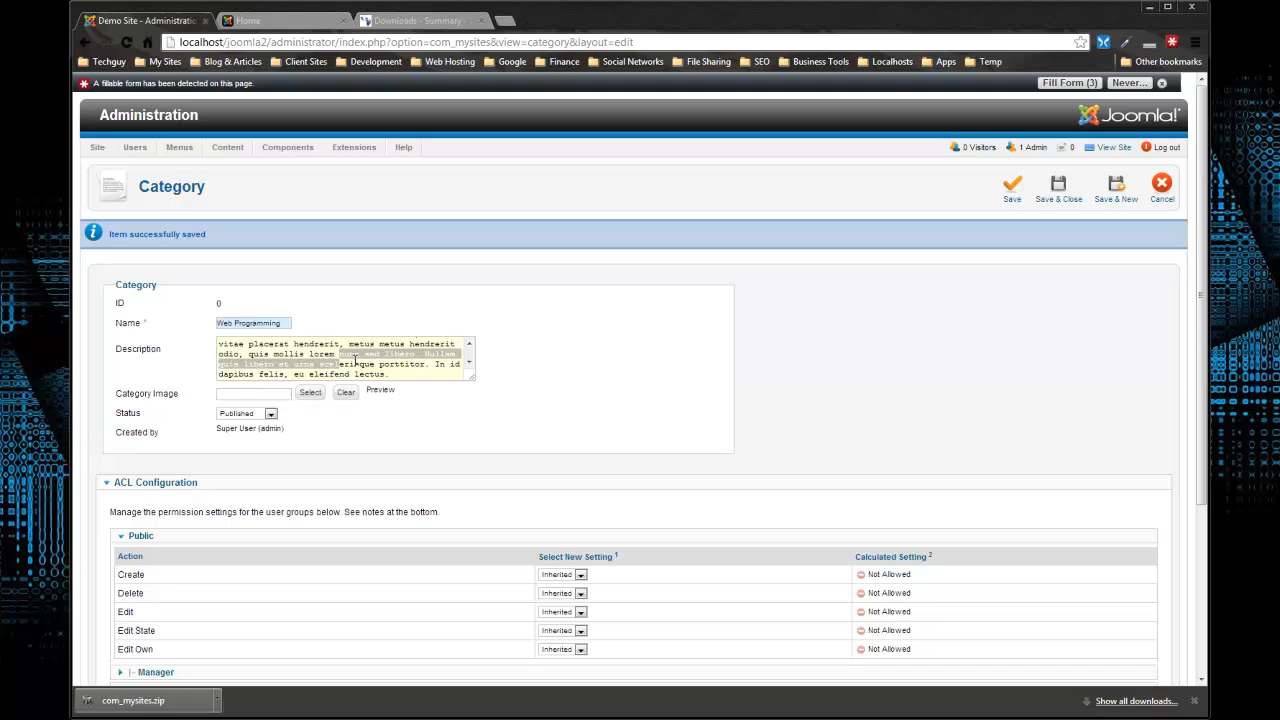 Demo Site - Administratio
Home
Downloads - Summary -
localhost/joomla2/administrator/index.php?option=com_mysites&view=category&layout=edit
Techguy My Sites Blog & Articles Client Sites Development Web Hosting Google Finance Social Networks File Sharing SEO Business Tools Localhosts Apps Temp Other bookmarks
A fillable form has been detected on this page. Fill Form (3) Never...
Administration Joomla!
Site Users Menus Content Components Extensions Help 0 Visitors 1 Admin 0 View Site Log out
Category Save Save & Close Save & New Cancel
Item successfully saved
Category
ID 0
Name * Web Programming
Description
vitae placerat hendrerit, metus metus hendrerit
odio, quis mollis lorem nunc sed libero. Nullam
quis libero et urna scelerisque porttitor. In id
dapibus felis, eu eleifend lectus.
Category Image Select Clear Preview
Status Published
Created by Super User (admin)
ACL Configuration
Manage the permission settings for the user groups below. See notes at the bottom.
Public
Action Select New Setting 1 Calculated Setting 2
Create Inherited Not Allowed
Delete Inherited Not Allowed
Edit Inherited Not Allowed
Edit State Inherited Not Allowed
Edit Own Inherited Not Allowed
|— Manager
com_mysites.zip Show all downloads...